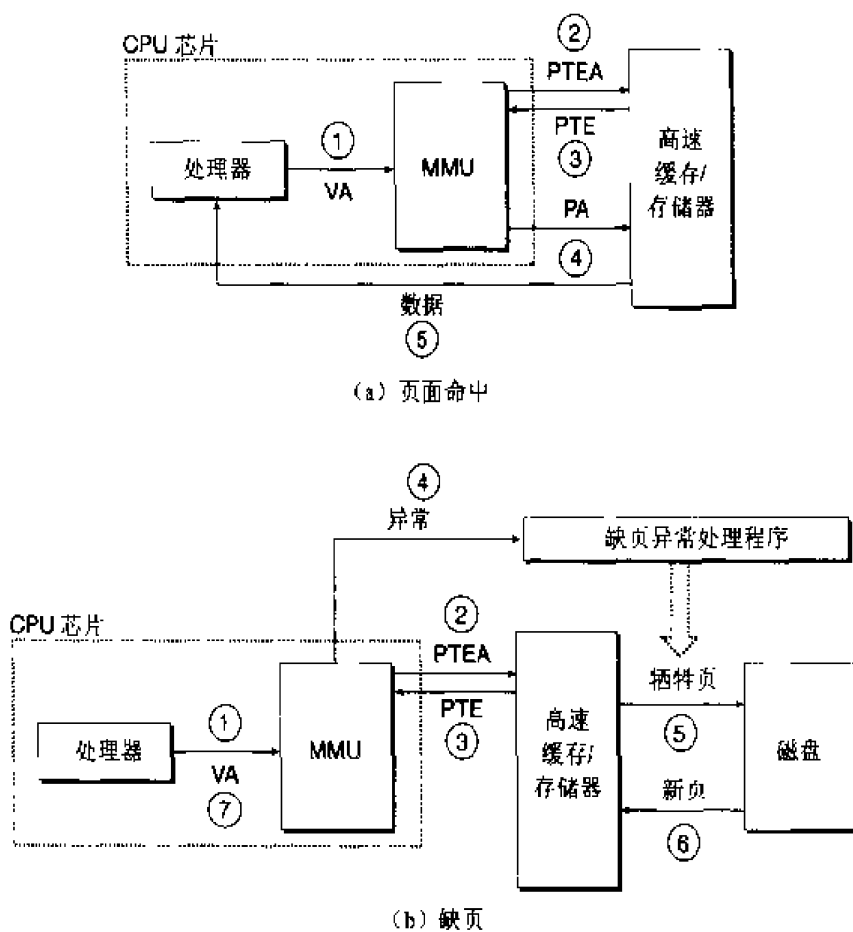 CPU 芯片
②
PTEA
处理器
①
VA
MMU
PTE
③
高速
缓存/
存储器
PA
④
数据
⑤
(a) 页面命中
④
异常
缺页异常处理程序
CPU 芯片
②
PTEA
处理器
①
VA
⑦
MMU
PTE
③
高速
缓存/
存储器
牺牲页
⑤
磁盘
新页
⑥
(b) 缺页